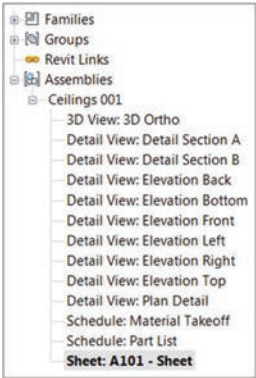 Families
Groups
Revit Links
Assemblies
Ceilings 001
3D View: 3D Ortho
Detail View: Detail Section A
Detail View: Detail Section B
Detail View: Elevation Back
Detail View: Elevation Bottom
Detail View: Elevation Front
Detail View: Elevation Left
Detail View: Elevation Right
Detail View: Elevation Top
Detail View: Plan Detail
Schedule: Material Takeoff
Schedule: Part List
Sheet: A101 - Sheet